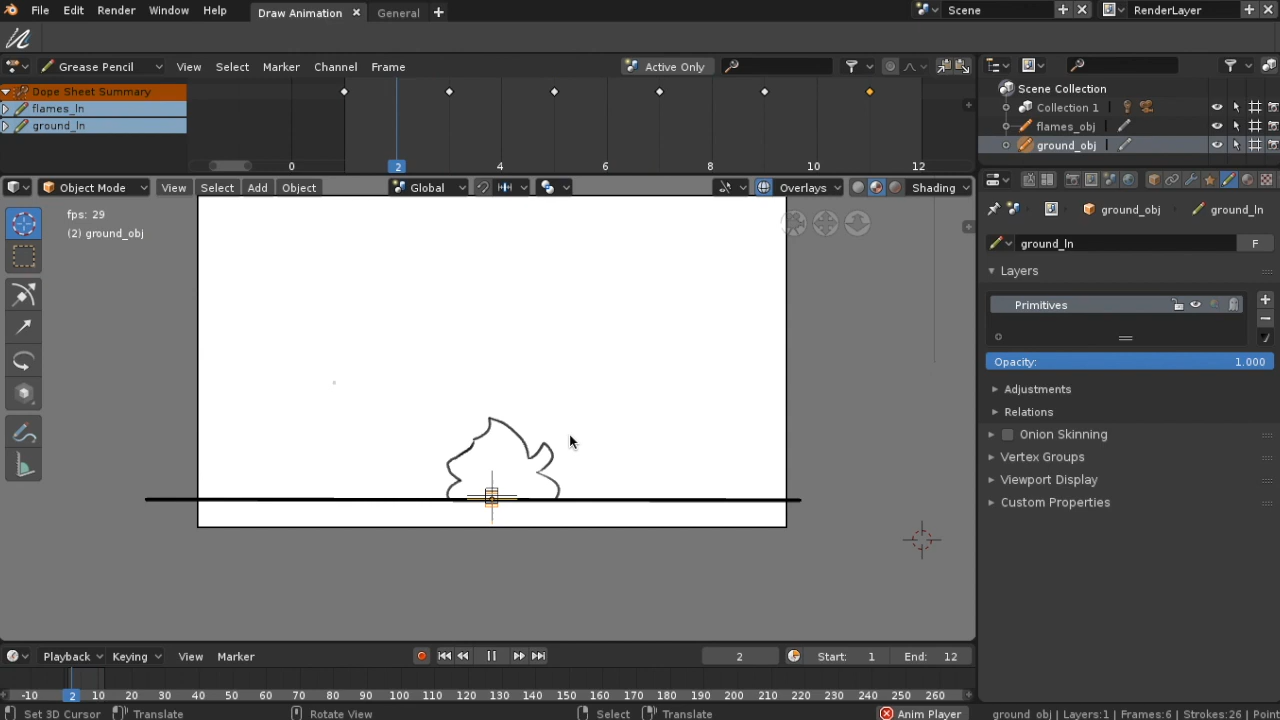 File Edit Render Window Help Draw Animation General Scene RenderLayer
Grease Pencil View Select Marker Channel Frame Active Only
Dope Sheet Summary
flames_ln
ground_ln
0 2 4 6 8 10 12
Scene Collection
Collection 1
flames_obj
ground_obj
Object Mode View Select Add Object Global Overlays Shading
fps: 29
(2) ground_obj
ground_obj ground_ln
ground_ln F
Layers
Primitives
Opacity: 1.000
Adjustments
Relations
Onion Skinning
Vertex Groups
Viewport Display
Custom Properties
Playback Keying View Marker 2 Start: 1 End: 12
-10 2 10 20 30 40 50 60 70 80 90 100 110 120 130 140 150 160 170 180 190 200 210 220 230 240 250 260
Set 3D Cursor Translate Rotate View Select Translate Anim Player ground_obj | Layers:1 | Frames:6 | Strokes:26 | Point